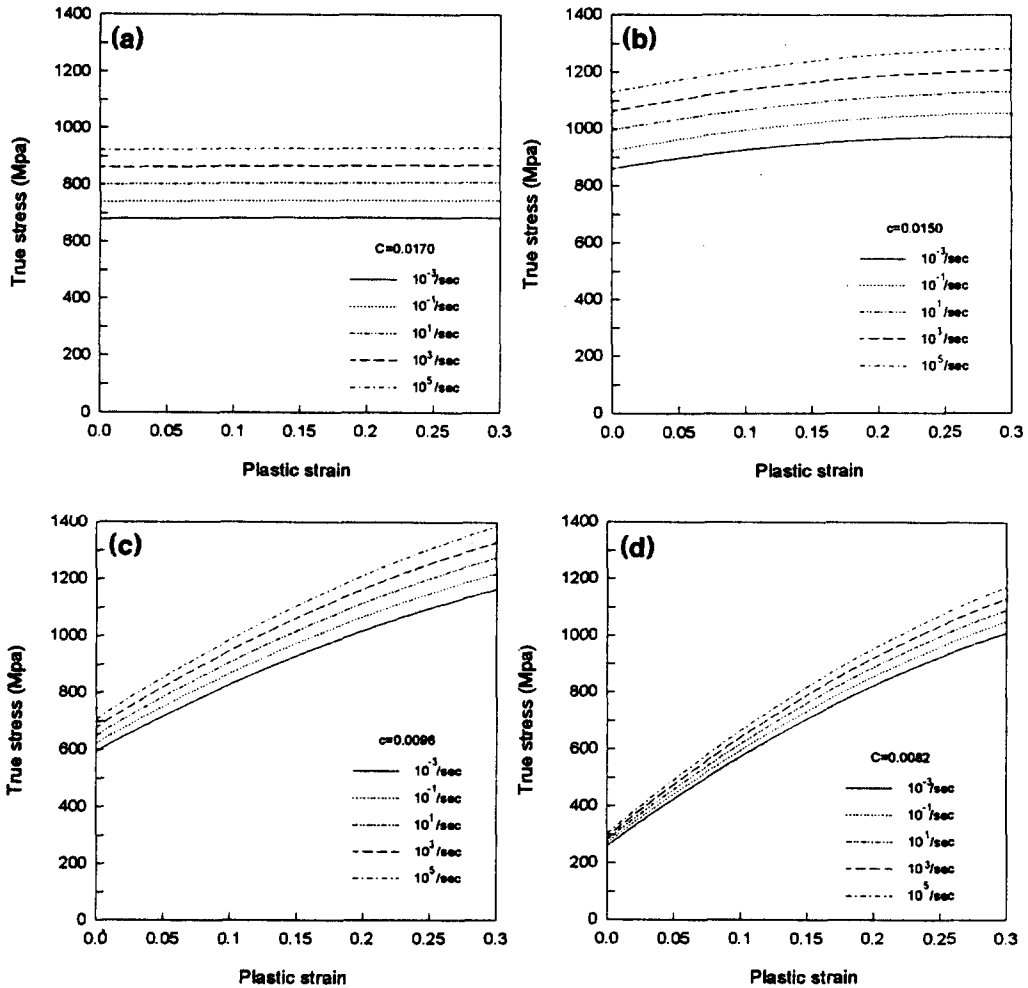 (a)
True stress (Mpa)
1400
1200
1000
800
600
400
200
0
C=0.0170
10⁻³/sec
10⁻¹/sec
10¹/sec
10³/sec
10⁵/sec
0.0 0.05 0.1 0.15 0.2 0.25 0.3
Plastic strain
(b)
True stress (Mpa)
1400
1200
1000
800
600
400
200
0
c=0.0150
10⁻³/sec
10⁻¹/sec
10¹/sec
10³/sec
10⁵/sec
0.0 0.05 0.1 0.15 0.2 0.25 0.3
Plastic strain
(c)
True stress (Mpa)
1400
1200
1000
800
600
400
200
0
c=0.0096
10⁻³/sec
10⁻¹/sec
10¹/sec
10³/sec
10⁵/sec
0.0 0.05 0.1 0.15 0.2 0.25 0.3
Plastic strain
(d)
True stress (Mpa)
1400
1200
1000
800
600
400
200
0
C=0.0082
10⁻³/sec
10⁻¹/sec
10¹/sec
10³/sec
10⁵/sec
0.0 0.05 0.1 0.15 0.2 0.25 0.3
Plastic strain